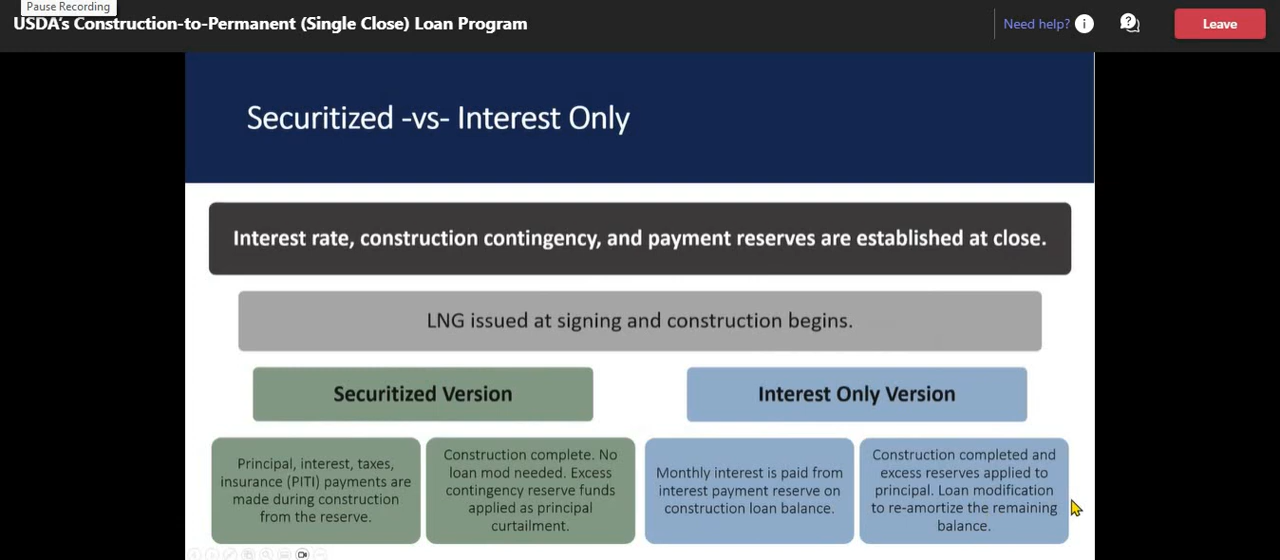 Pause Recording
USDA's Construction-to-Permanent (Single Close) Loan Program
Need help?
Leave
Securitized -vs- Interest Only
Interest rate, construction contingency, and payment reserves are established at close.
LNG issued at signing and construction begins.
Securitized Version
Interest Only Version
Principal, interest, taxes,
insurance (PITI) payments are
made during construction
from the reserve.
Construction complete. No
loan mod needed. Excess
contingency reserve funds
applied as principal
curtailment.
Monthly interest is paid from
interest payment reserve on
construction loan balance.
Construction completed and
excess reserves applied to
principal. Loan modification
to re-amortize the remaining
balance.